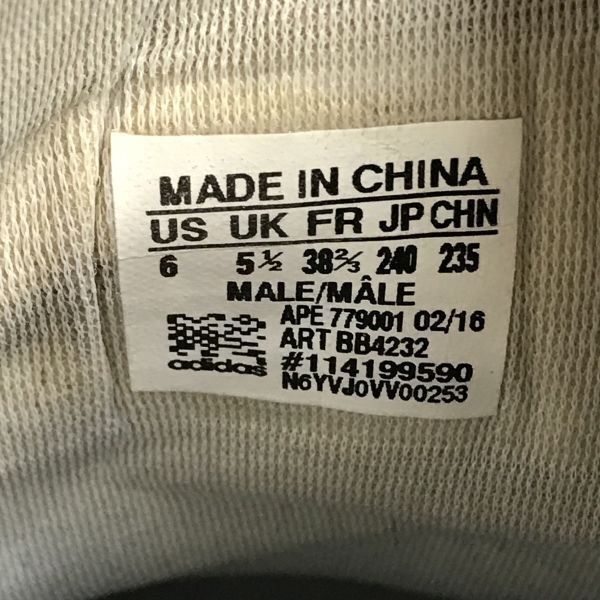 MADE IN CHINA
US UK FR JP CHN
6 5½ 38⅔ 240 235
MALE/MÂLE
APE 779001 02/16
ART BB4232
#114199590
adidas
N6YVJ0VV00253